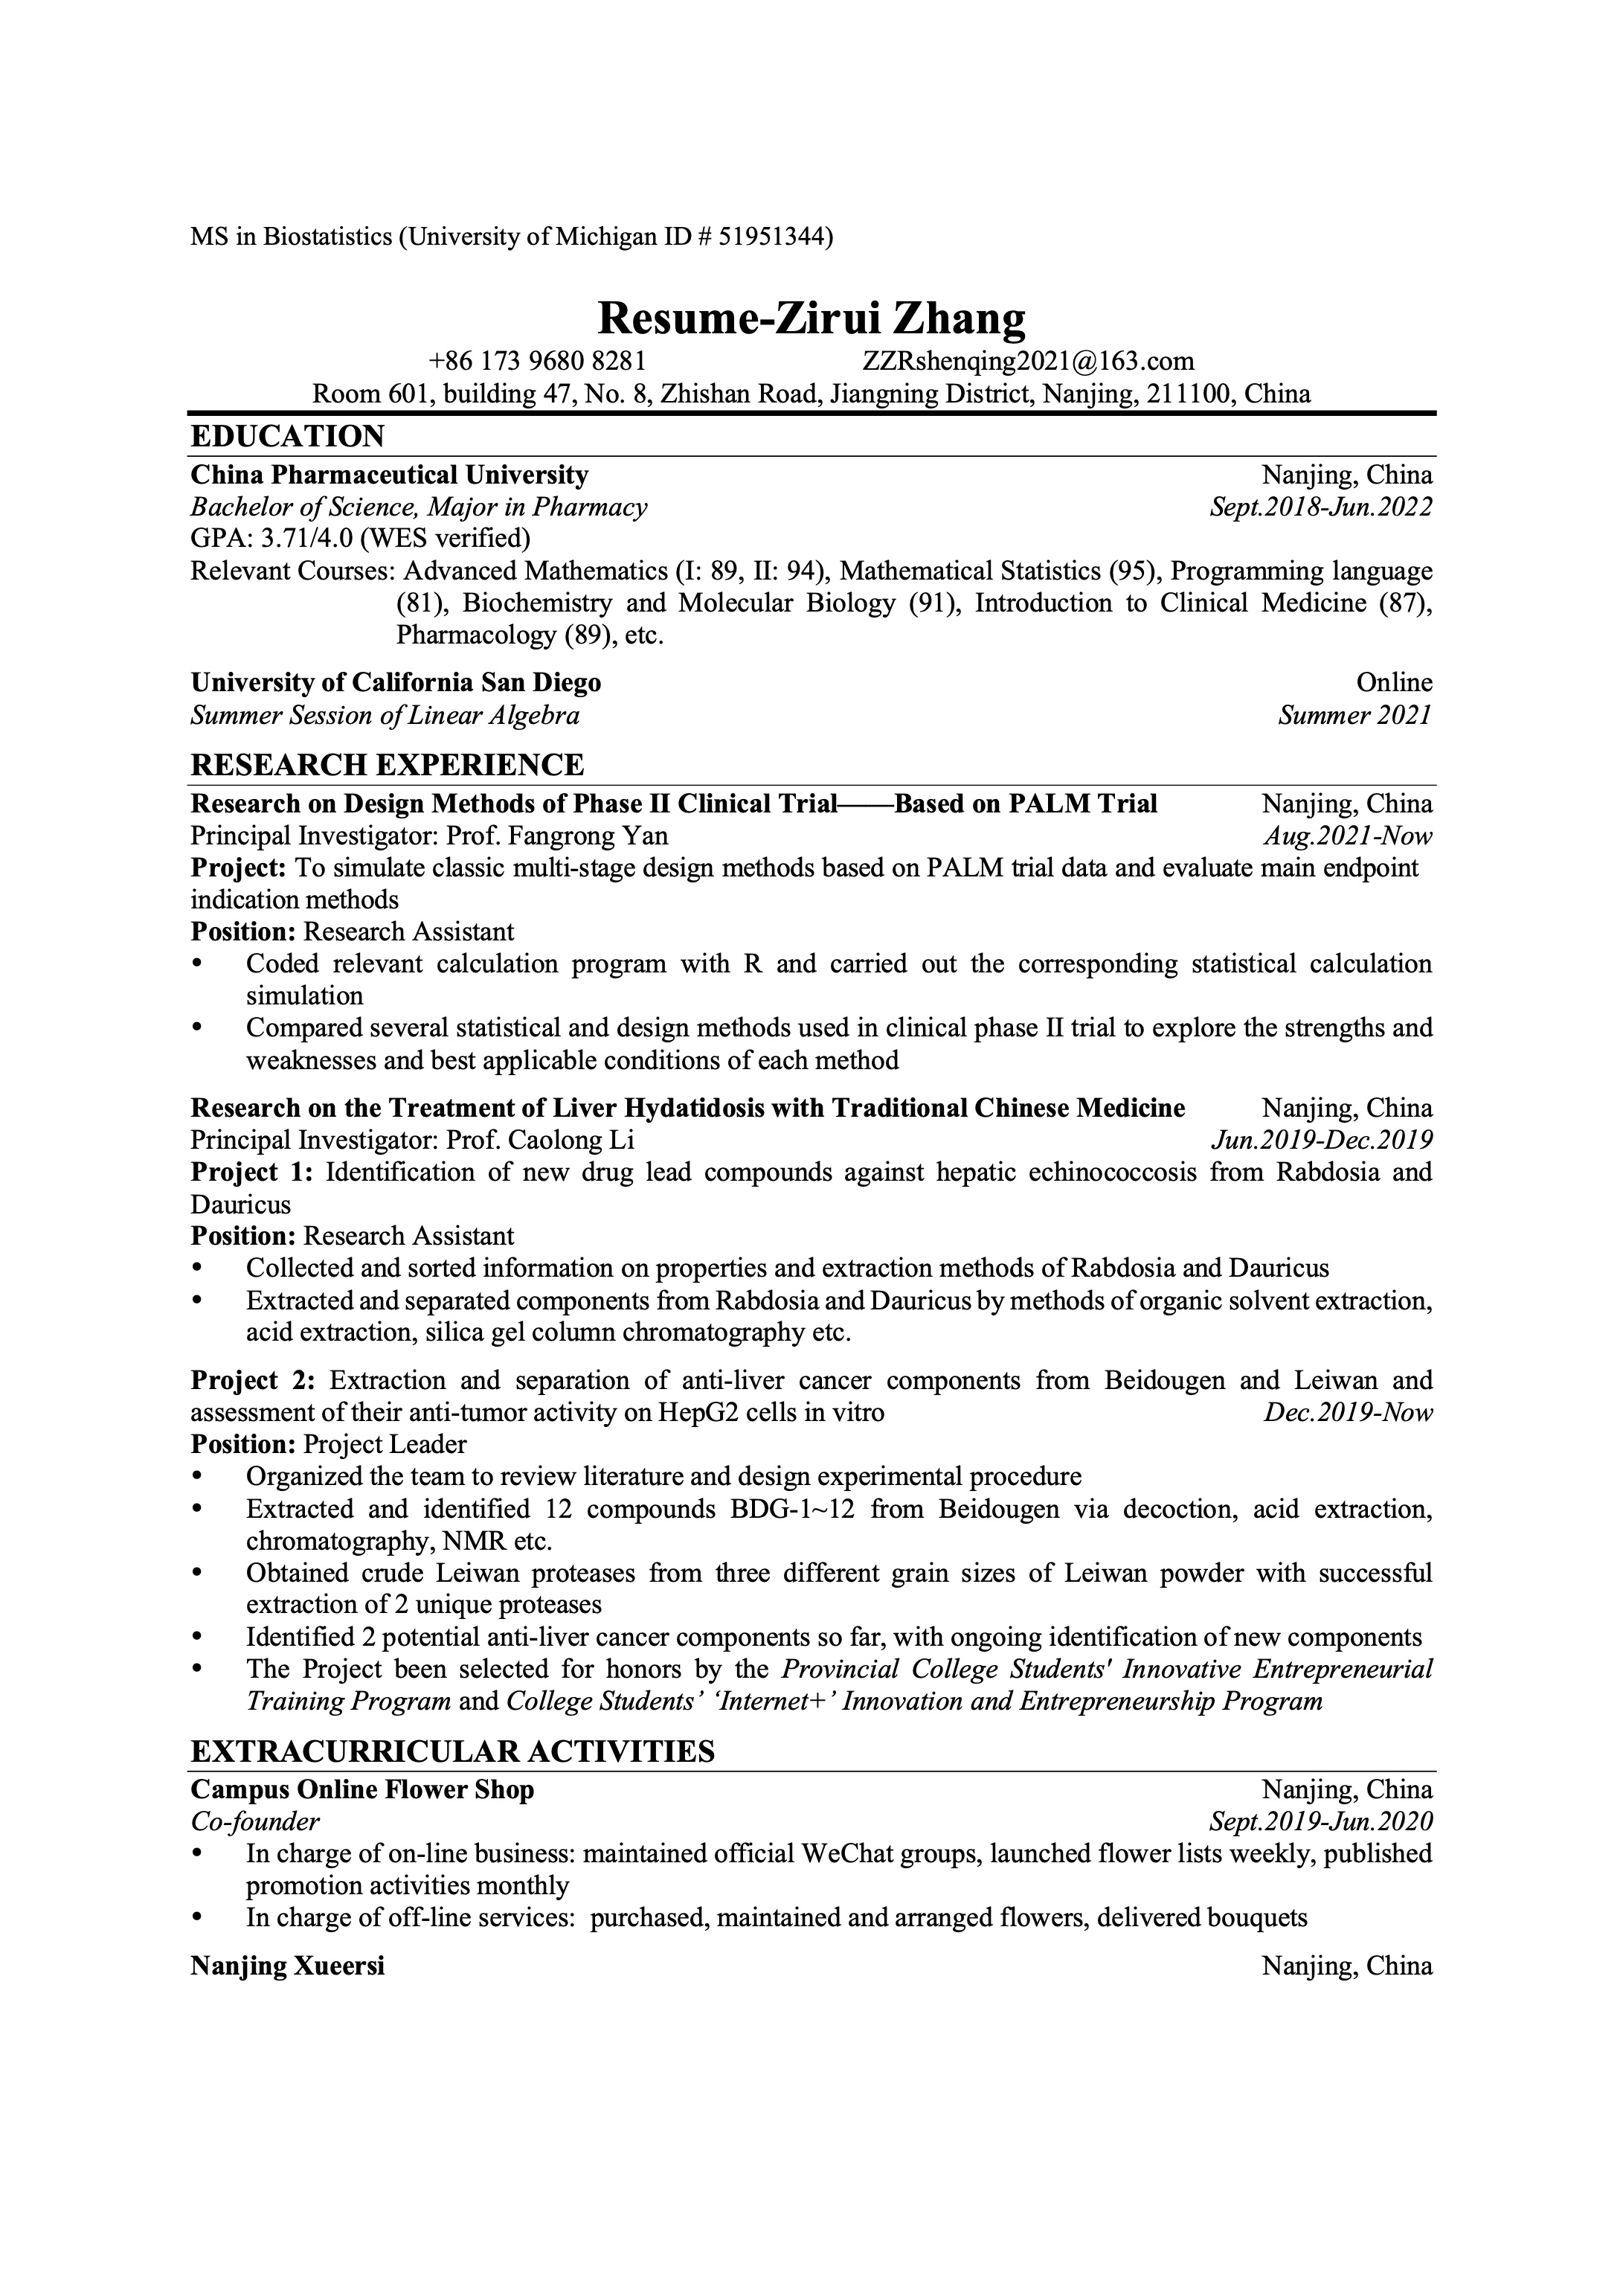 MS in Biostatistics (University of Michigan ID # 51951344)
Resume-Zirui Zhang
+86 173 9680 8281 ZZRshenqing2021@163.com
Room 601, building 47, No. 8, Zhishan Road, Jiangning District, Nanjing, 211100, China
EDUCATION
China Pharmaceutical University Nanjing, China
Bachelor of Science, Major in Pharmacy Sept.2018-Jun.2022
GPA: 3.71/4.0 (WES verified)
Relevant Courses: Advanced Mathematics (I: 89, II: 94), Mathematical Statistics (95), Programming language
(81), Biochemistry and Molecular Biology (91), Introduction to Clinical Medicine (87),
Pharmacology (89), etc.
University of California San Diego Online
Summer Session of Linear Algebra Summer 2021
RESEARCH EXPERIENCE
Research on Design Methods of Phase II Clinical Trial——Based on PALM Trial Nanjing, China
Principal Investigator: Prof. Fangrong Yan Aug.2021-Now
Project: To simulate classic multi-stage design methods based on PALM trial data and evaluate main endpoint
indication methods
Position: Research Assistant
• Coded relevant calculation program with R and carried out the corresponding statistical calculation
simulation
• Compared several statistical and design methods used in clinical phase II trial to explore the strengths and
weaknesses and best applicable conditions of each method
Research on the Treatment of Liver Hydatidosis with Traditional Chinese Medicine Nanjing, China
Principal Investigator: Prof. Caolong Li Jun.2019-Dec.2019
Project 1: Identification of new drug lead compounds against hepatic echinococcosis from Rabdosia and
Dauricus
Position: Research Assistant
• Collected and sorted information on properties and extraction methods of Rabdosia and Dauricus
• Extracted and separated components from Rabdosia and Dauricus by methods of organic solvent extraction,
acid extraction, silica gel column chromatography etc.
Project 2: Extraction and separation of anti-liver cancer components from Beidougen and Leiwan and
assessment of their anti-tumor activity on HepG2 cells in vitro Dec.2019-Now
Position: Project Leader
• Organized the team to review literature and design experimental procedure
• Extracted and identified 12 compounds BDG-1~12 from Beidougen via decoction, acid extraction,
chromatography, NMR etc.
• Obtained crude Leiwan proteases from three different grain sizes of Leiwan powder with successful
extraction of 2 unique proteases
• Identified 2 potential anti-liver cancer components so far, with ongoing identification of new components
• The Project been selected for honors by the Provincial College Students' Innovative Entrepreneurial
Training Program and College Students’ ‘Internet+’ Innovation and Entrepreneurship Program
EXTRACURRICULAR ACTIVITIES
Campus Online Flower Shop Nanjing, China
Co-founder Sept.2019-Jun.2020
• In charge of on-line business: maintained official WeChat groups, launched flower lists weekly, published
promotion activities monthly
• In charge of off-line services: purchased, maintained and arranged flowers, delivered bouquets
Nanjing Xueersi Nanjing, China